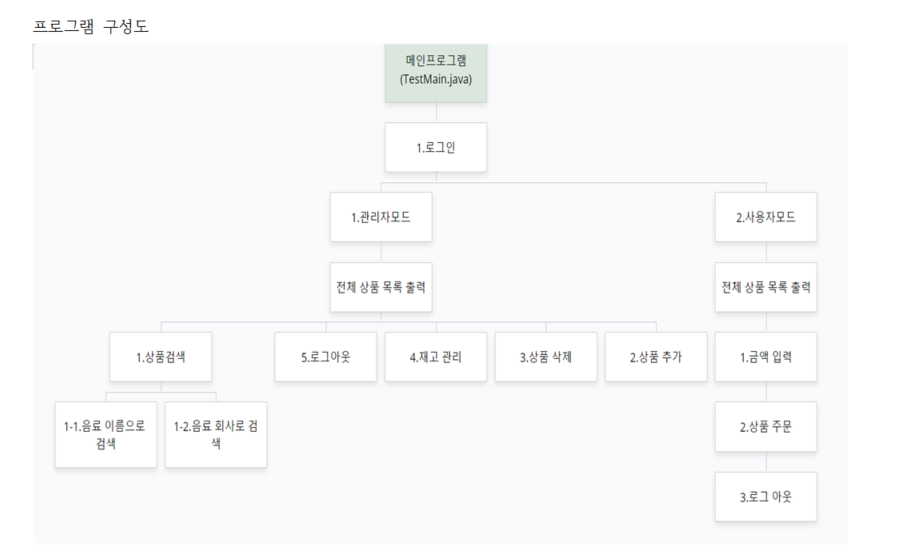 프로그램 구성도
메인프로그램
(TestMain.java)
1.로그인
1.관리자모드
2.사용자모드
전체 상품 목록 출력
전체 상품 목록 출력
1.상품검색
5.로그아웃
4.재고 관리
3.상품 삭제
2.상품 추가
1.금액 입력
1-1.음료 이름으로
검색
1-2.음료 회사로 검
색
2.상품 주문
3.로그 아웃